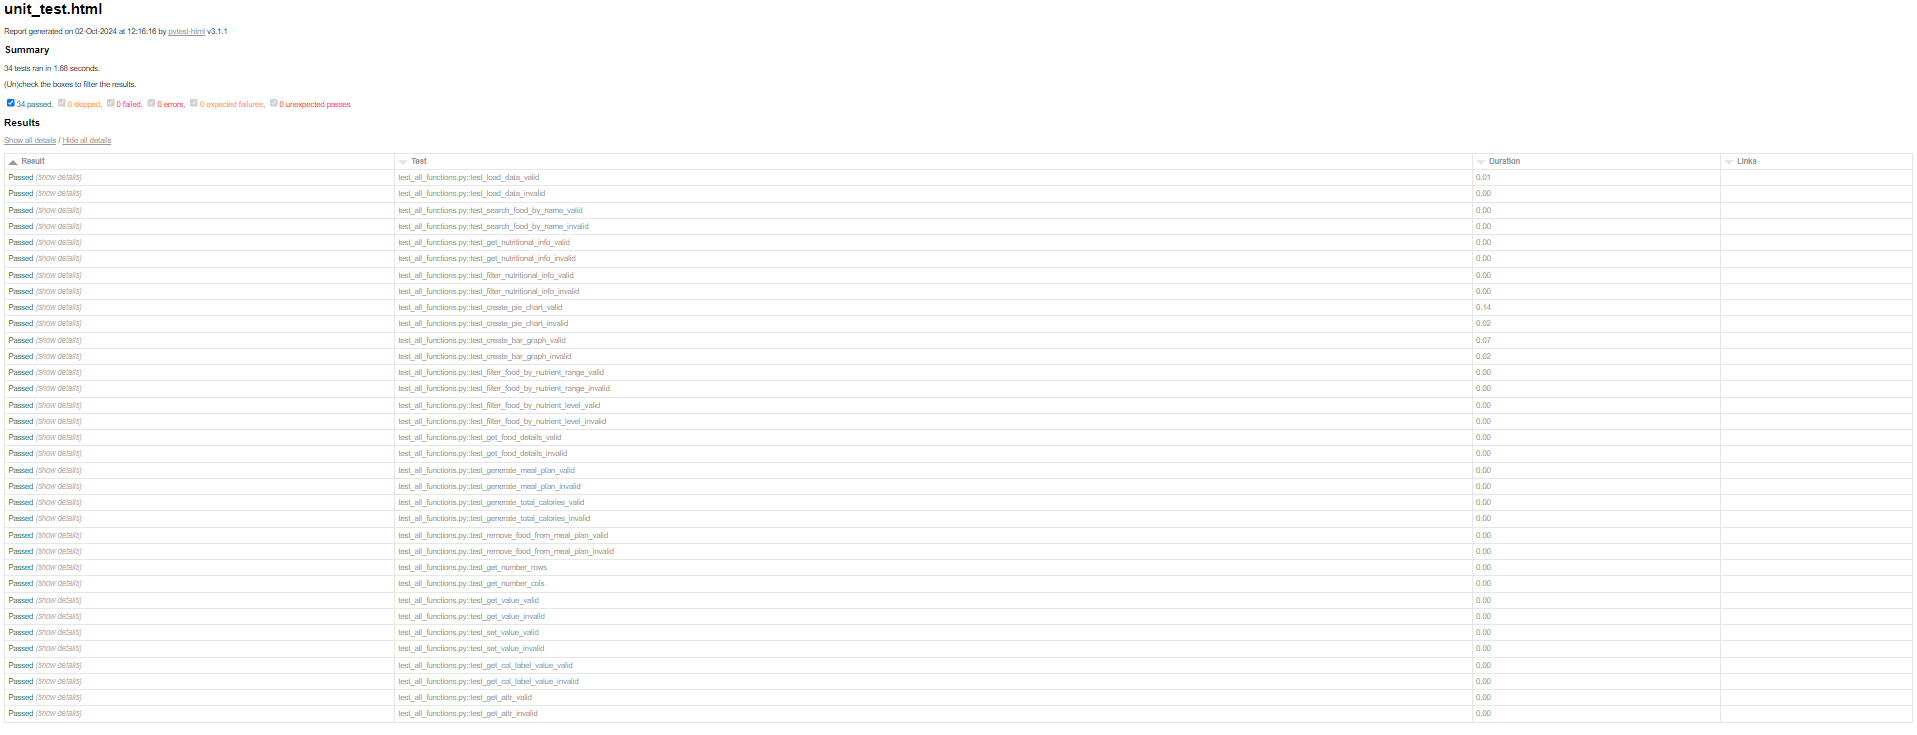 unit_test.html
Report generated on 02-Oct-2024 at 12:16:16 by pytest-html v3.1.1
Summary
34 tests ran in 1.68 seconds.
(Un)check the boxes to filter the results.
34 passed, 0 skipped, 0 failed, 0 errors, 0 expected failures, 0 unexpected passes
Results
Show all details / Hide all details
Result Test Duration Links
Passed (show details) test_all_functions.py::test_load_data_valid 0.01
Passed (show details) test_all_functions.py::test_load_data_invalid 0.00
Passed (show details) test_all_functions.py::test_search_food_by_name_valid 0.00
Passed (show details) test_all_functions.py::test_search_food_by_name_invalid 0.00
Passed (show details) test_all_functions.py::test_get_nutritional_info_valid 0.00
Passed (show details) test_all_functions.py::test_get_nutritional_info_invalid 0.00
Passed (show details) test_all_functions.py::test_filter_nutritional_info_valid 0.00
Passed (show details) test_all_functions.py::test_filter_nutritional_info_invalid 0.00
Passed (show details) test_all_functions.py::test_create_pie_chart_valid 0.14
Passed (show details) test_all_functions.py::test_create_pie_chart_invalid 0.02
Passed (show details) test_all_functions.py::test_create_bar_graph_valid 0.07
Passed (show details) test_all_functions.py::test_create_bar_graph_invalid 0.02
Passed (show details) test_all_functions.py::test_filter_food_by_nutrient_range_valid 0.00
Passed (show details) test_all_functions.py::test_filter_food_by_nutrient_range_invalid 0.00
Passed (show details) test_all_functions.py::test_filter_food_by_nutrient_level_valid 0.00
Passed (show details) test_all_functions.py::test_filter_food_by_nutrient_level_invalid 0.00
Passed (show details) test_all_functions.py::test_get_food_details_valid 0.00
Passed (show details) test_all_functions.py::test_get_food_details_invalid 0.00
Passed (show details) test_all_functions.py::test_generate_meal_plan_valid 0.00
Passed (show details) test_all_functions.py::test_generate_meal_plan_invalid 0.00
Passed (show details) test_all_functions.py::test_generate_total_calories_valid 0.00
Passed (show details) test_all_functions.py::test_generate_total_calories_invalid 0.00
Passed (show details) test_all_functions.py::test_remove_food_from_meal_plan_valid 0.00
Passed (show details) test_all_functions.py::test_remove_food_from_meal_plan_invalid 0.00
Passed (show details) test_all_functions.py::test_get_number_rows 0.00
Passed (show details) test_all_functions.py::test_get_number_cols 0.00
Passed (show details) test_all_functions.py::test_get_value_valid 0.00
Passed (show details) test_all_functions.py::test_get_value_invalid 0.00
Passed (show details) test_all_functions.py::test_set_value_valid 0.00
Passed (show details) test_all_functions.py::test_set_value_invalid 0.00
Passed (show details) test_all_functions.py::test_get_col_label_value_valid 0.00
Passed (show details) test_all_functions.py::test_get_col_label_value_invalid 0.00
Passed (show details) test_all_functions.py::test_get_attr_valid 0.00
Passed (show details) test_all_functions.py::test_get_attr_invalid 0.00